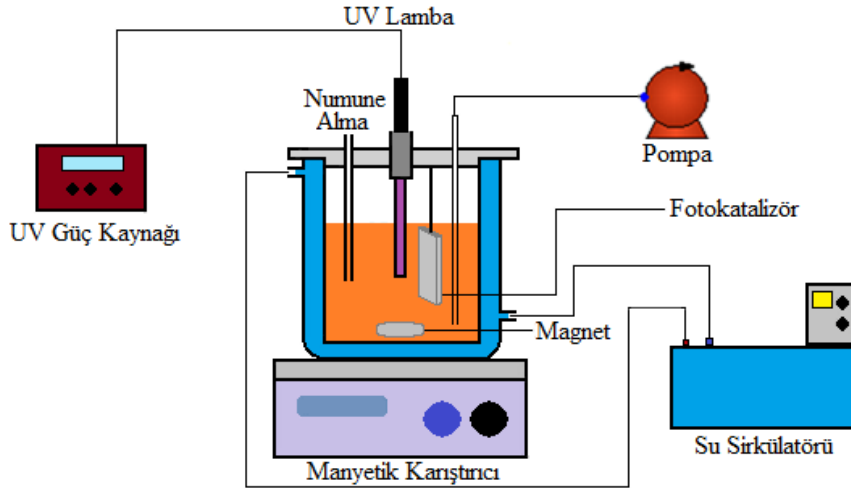 UV Lamba
Numune
Alma
Pompa
Fotokatalizör
UV Güç Kaynağı
Magnet
Su Sirkülatörü
Manyetik Karıştırıcı